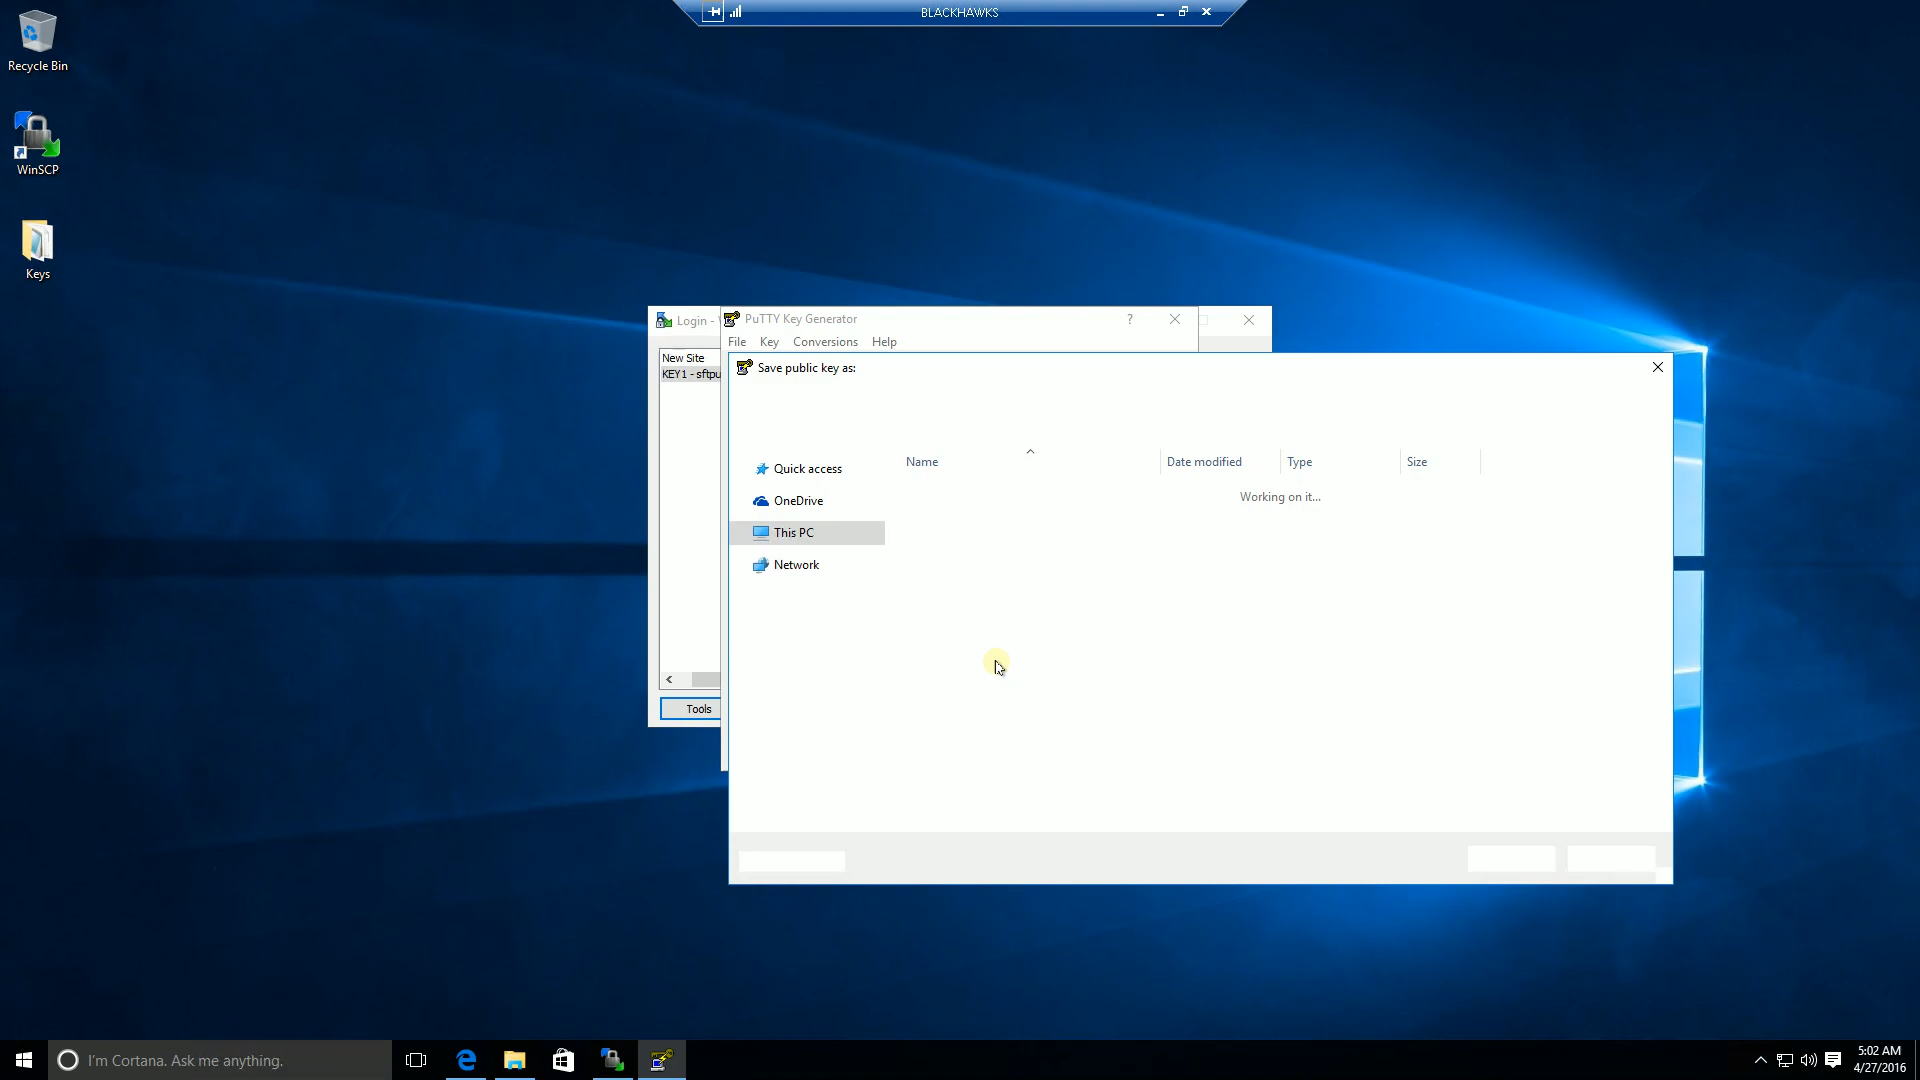 BLACKHAWKS
Recycle Bin
WinSCP
Keys
Login -
PuTTY Key Generator
?
File Key Conversions Help
New Site
KEY1 - sftpu
Tools
Save public key as:
Quick access
OneDrive
This PC
Network
Name Date modified Type Size
Working on it...
I'm Cortana. Ask me anything.
5:02 AM
4/27/2016